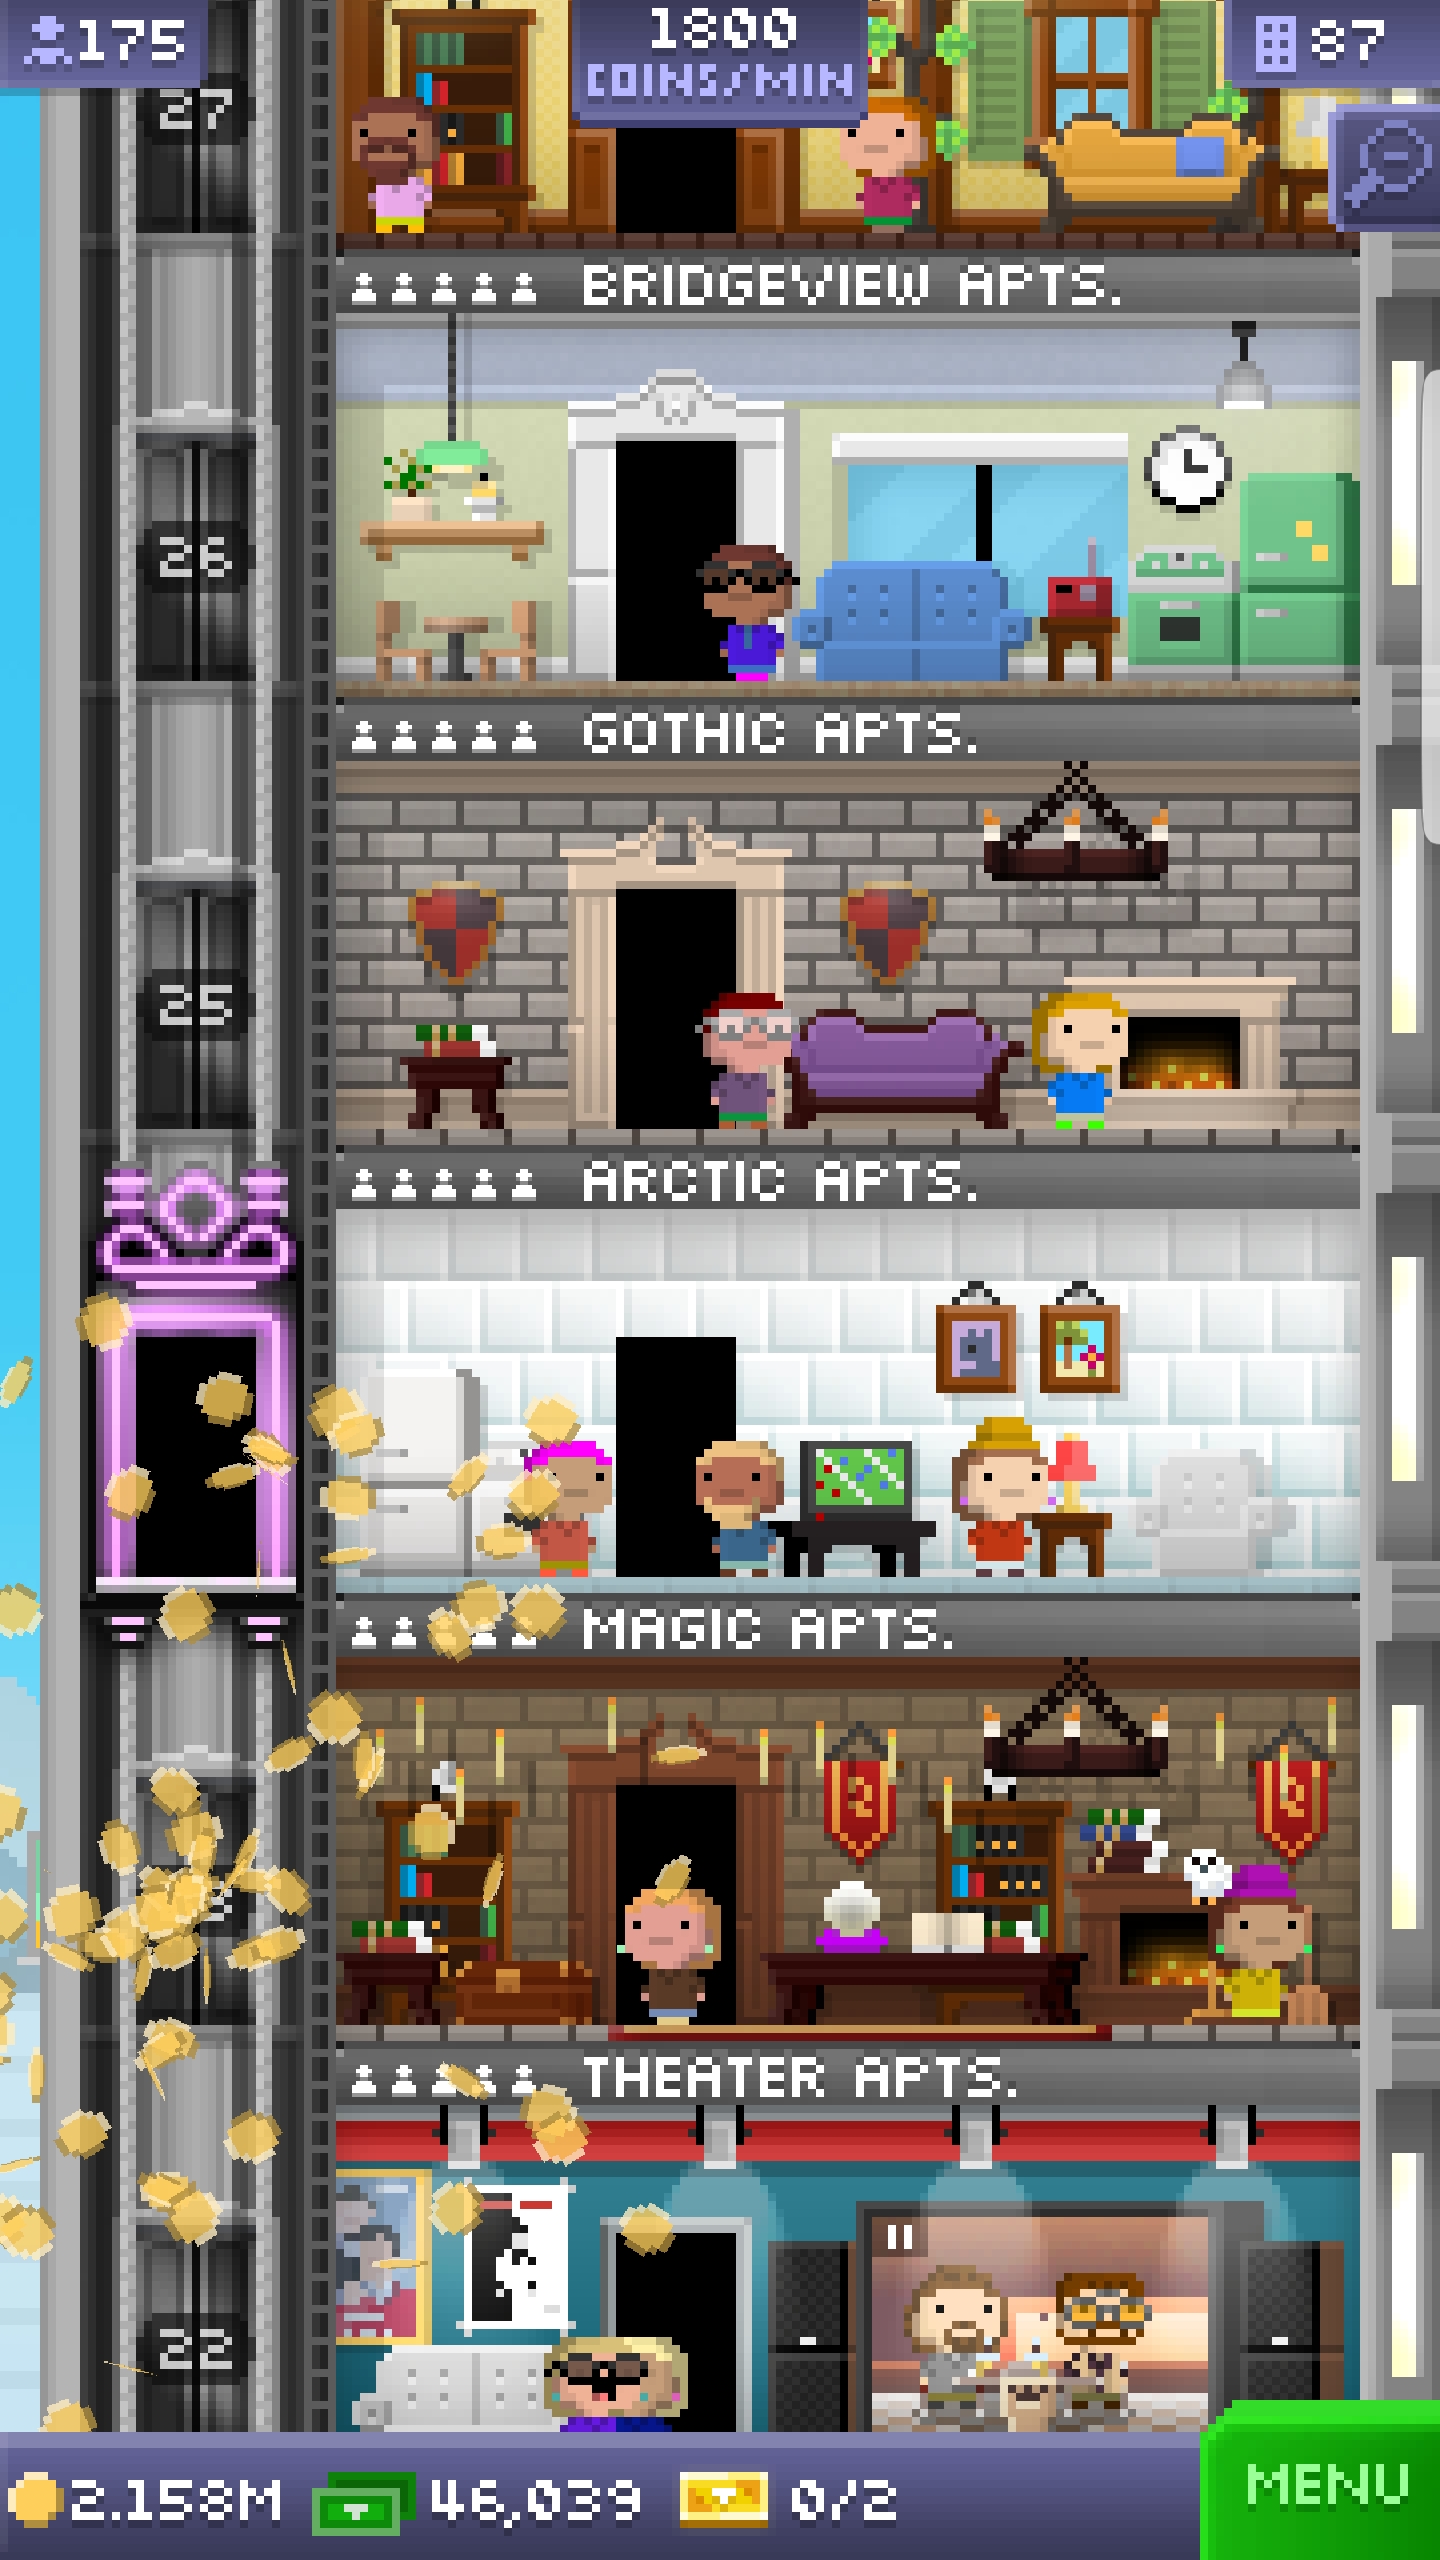 175
1800
COINS/MIN
87
27
BRIDGEVIEW APTS.
26
GOTHIC APTS.
25
ARCTIC APTS.
MAGIC APTS.
THEATER APTS.
22
2.158M
46,039
0/2
MENU